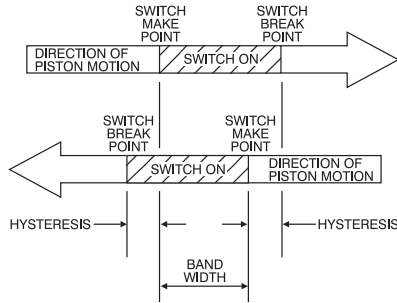 SWITCH
MAKE
POINT
SWITCH
BREAK
POINT
DIRECTION OF
PISTON MOTION
SWITCH ON
SWITCH
BREAK
POINT
SWITCH
MAKE
POINT
SWITCH ON
DIRECTION OF
PISTON MOTION
HYSTERESIS
HYSTERESIS
BAND
WIDTH